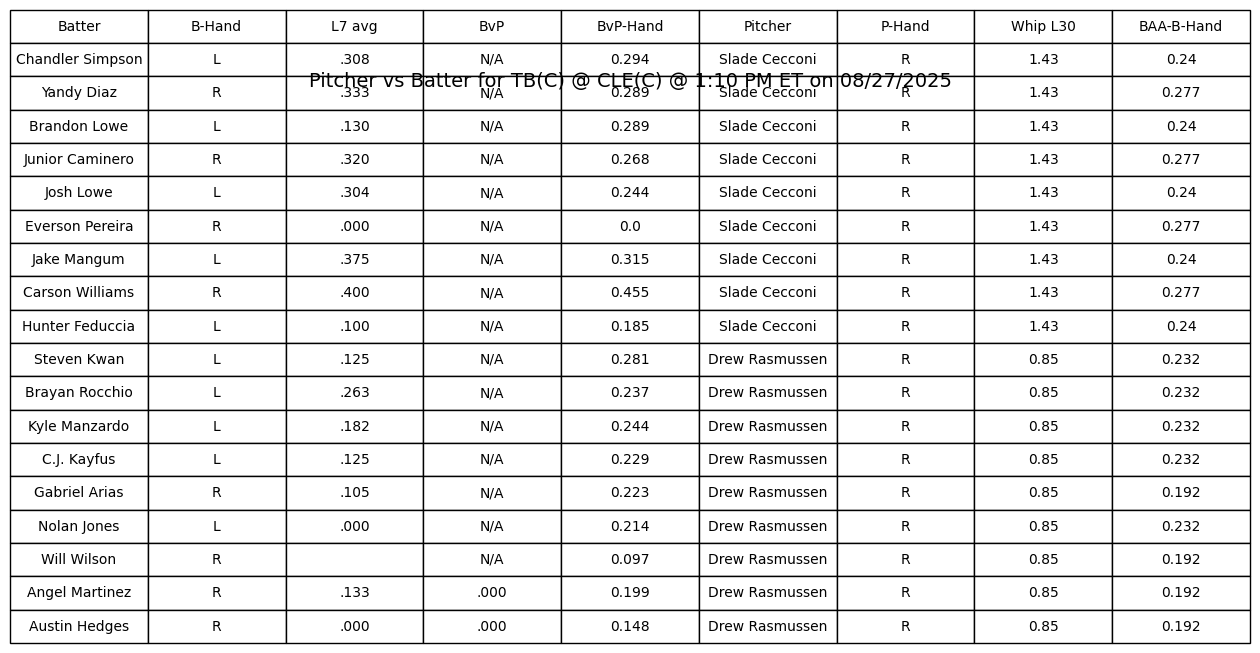 Batter B-Hand L7 avg BvP BvP-Hand Pitcher P-Hand Whip L30 BAA-B-Hand
Chandler Simpson L .308 N/A 0.294 Slade Cecconi R 1.43 0.24
Pitcher vs Batter for TB(C) @ CLE(C) @ 1:10 PM ET on 08/27/2025
Yandy Diaz R .333 N/A 0.289 Slade Cecconi R 1.43 0.277
Brandon Lowe L .130 N/A 0.289 Slade Cecconi R 1.43 0.24
Junior Caminero R .320 N/A 0.268 Slade Cecconi R 1.43 0.277
Josh Lowe L .304 N/A 0.244 Slade Cecconi R 1.43 0.24
Everson Pereira R .000 N/A 0.0 Slade Cecconi R 1.43 0.277
Jake Mangum L .375 N/A 0.315 Slade Cecconi R 1.43 0.24
Carson Williams R .400 N/A 0.455 Slade Cecconi R 1.43 0.277
Hunter Feduccia L .100 N/A 0.185 Slade Cecconi R 1.43 0.24
Steven Kwan L .125 N/A 0.281 Drew Rasmussen R 0.85 0.232
Brayan Rocchio L .263 N/A 0.237 Drew Rasmussen R 0.85 0.232
Kyle Manzardo L .182 N/A 0.244 Drew Rasmussen R 0.85 0.232
C.J. Kayfus L .125 N/A 0.229 Drew Rasmussen R 0.85 0.232
Gabriel Arias R .105 N/A 0.223 Drew Rasmussen R 0.85 0.192
Nolan Jones L .000 N/A 0.214 Drew Rasmussen R 0.85 0.232
Will Wilson R N/A 0.097 Drew Rasmussen R 0.85 0.192
Angel Martinez R .133 .000 0.199 Drew Rasmussen R 0.85 0.192
Austin Hedges R .000 .000 0.148 Drew Rasmussen R 0.85 0.192